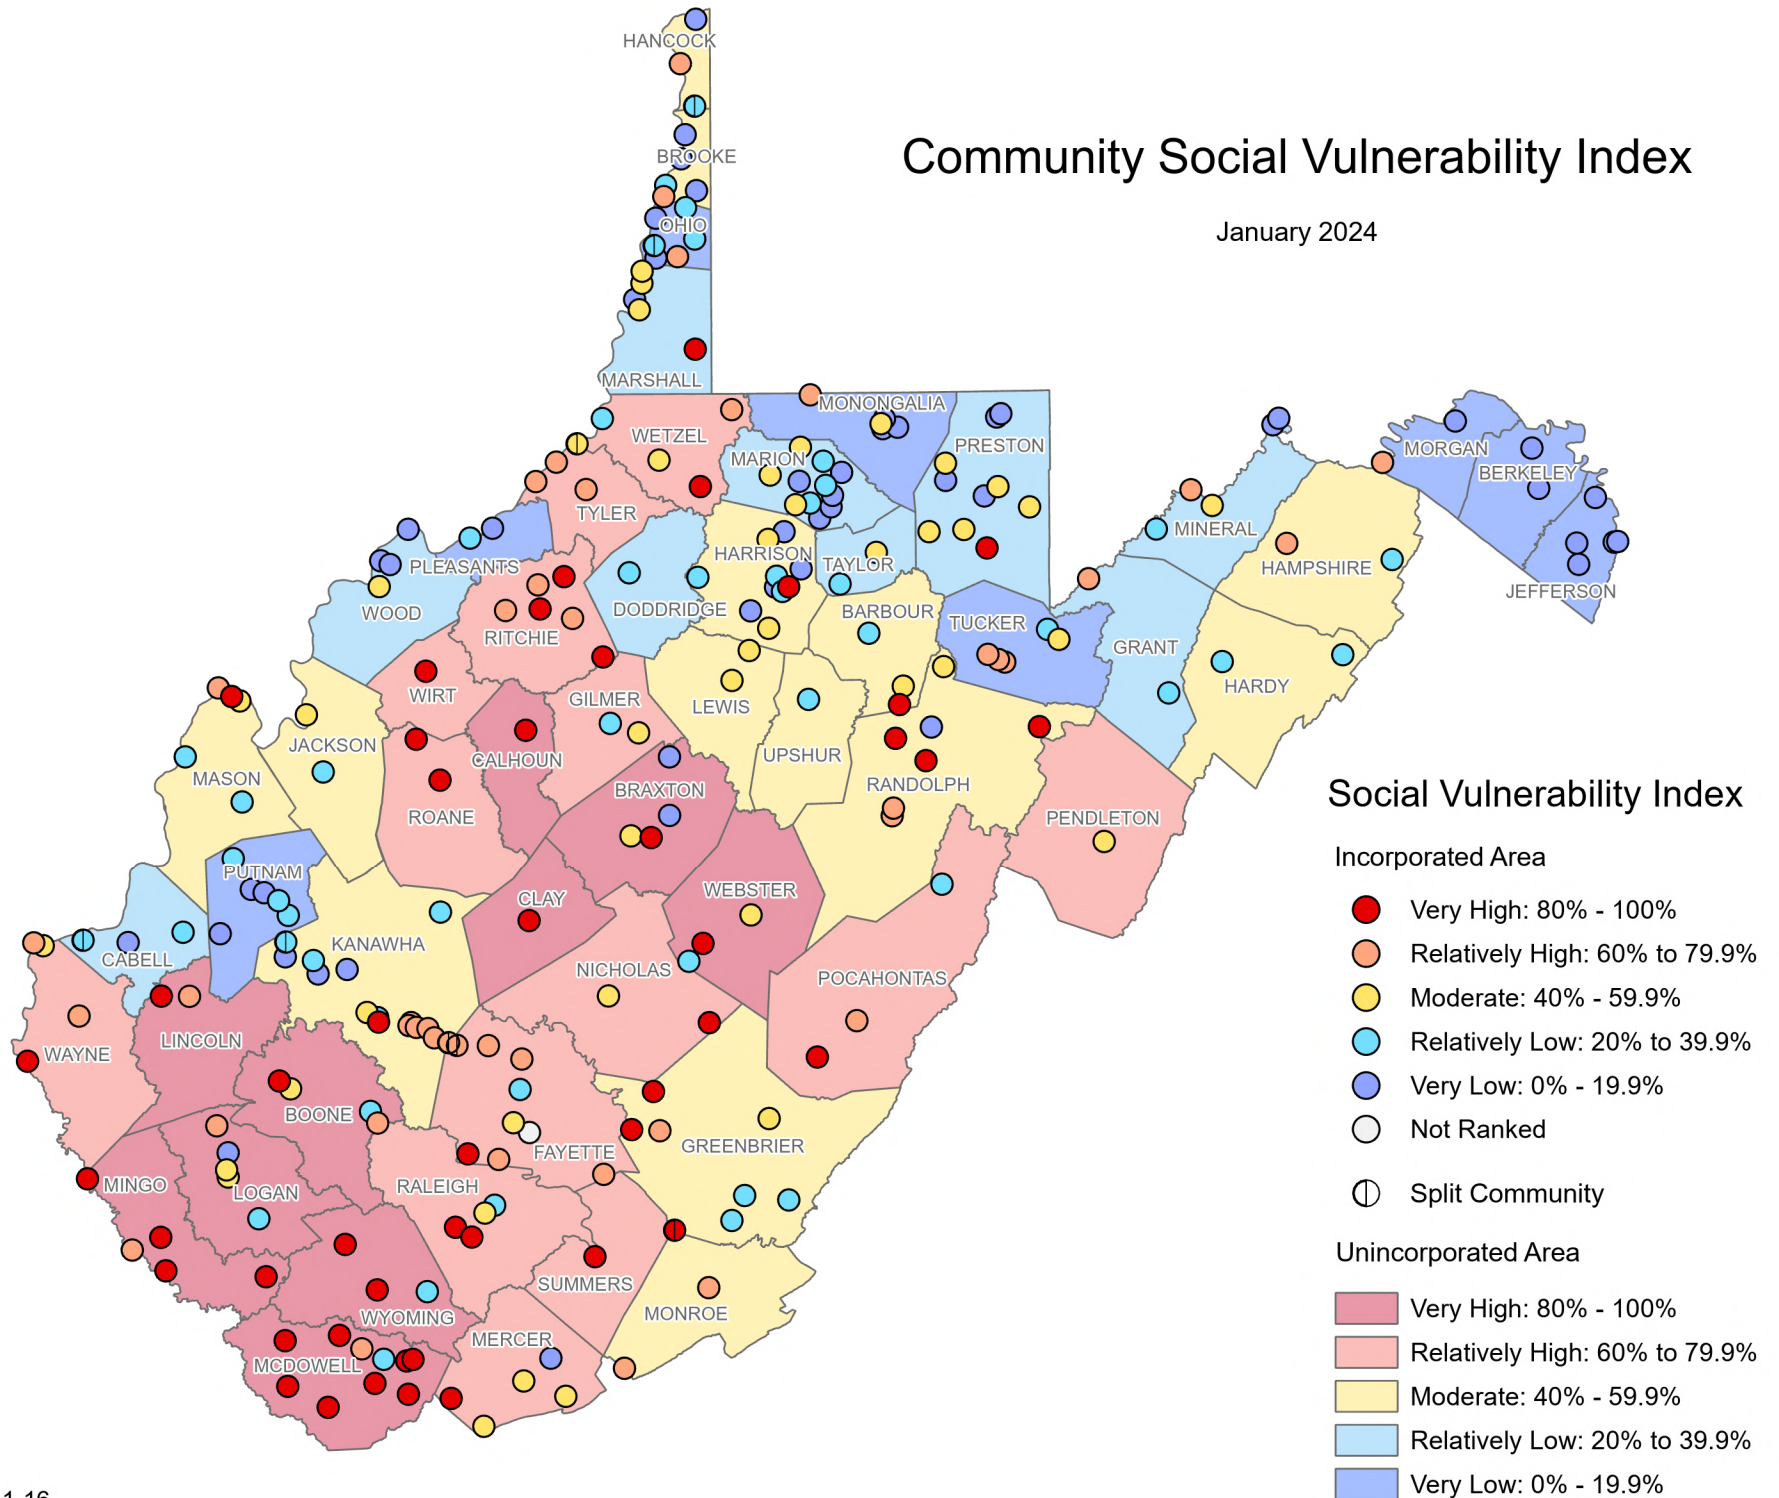 HANCOCK
Community Social Vulnerability Index
BROOKE
OHIO
January 2024
MARSHALL
MONONGALIA
WETZEL
PRESTON
MORGAN
MARION
BERKELEY
TYLER
MINERAL
HARRISON
TAYLOR
PLEASANTS
HAMPSHIRE
JEFFERSON
WOOD
DODDRIDGE
BARBOUR
TUCKER
RITCHIE
GRANT
WIRT
GILMER
LEWIS
HARDY
JACKSON
CALHOUN
UPSHUR
MASON
RANDOLPH
BRAXTON
Social Vulnerability Index
ROANE
PENDLETON
Incorporated Area
PUTNAM
WEBSTER
CLAY
Very High: 80% - 100%
KANAWHA
Relatively High: 60% to 79.9%
CABELL
NICHOLAS
POCAHONTAS
Moderate: 40% - 59.9%
LINCOLN
WAYNE
Relatively Low: 20% to 39.9%
Very Low: 0% - 19.9%
BOONE
Not Ranked
FAYETTE
GREENBRIER
MINGO
LOGAN
RALEIGH
Split Community
Unincorporated Area
SUMMERS
WYOMING
MONROE
Very High: 80% - 100%
MERCER
Relatively High: 60% to 79.9%
MCDOWELL
Moderate: 40% - 59.9%
Relatively Low: 20% to 39.9%
Very Low: 0% - 19.9%